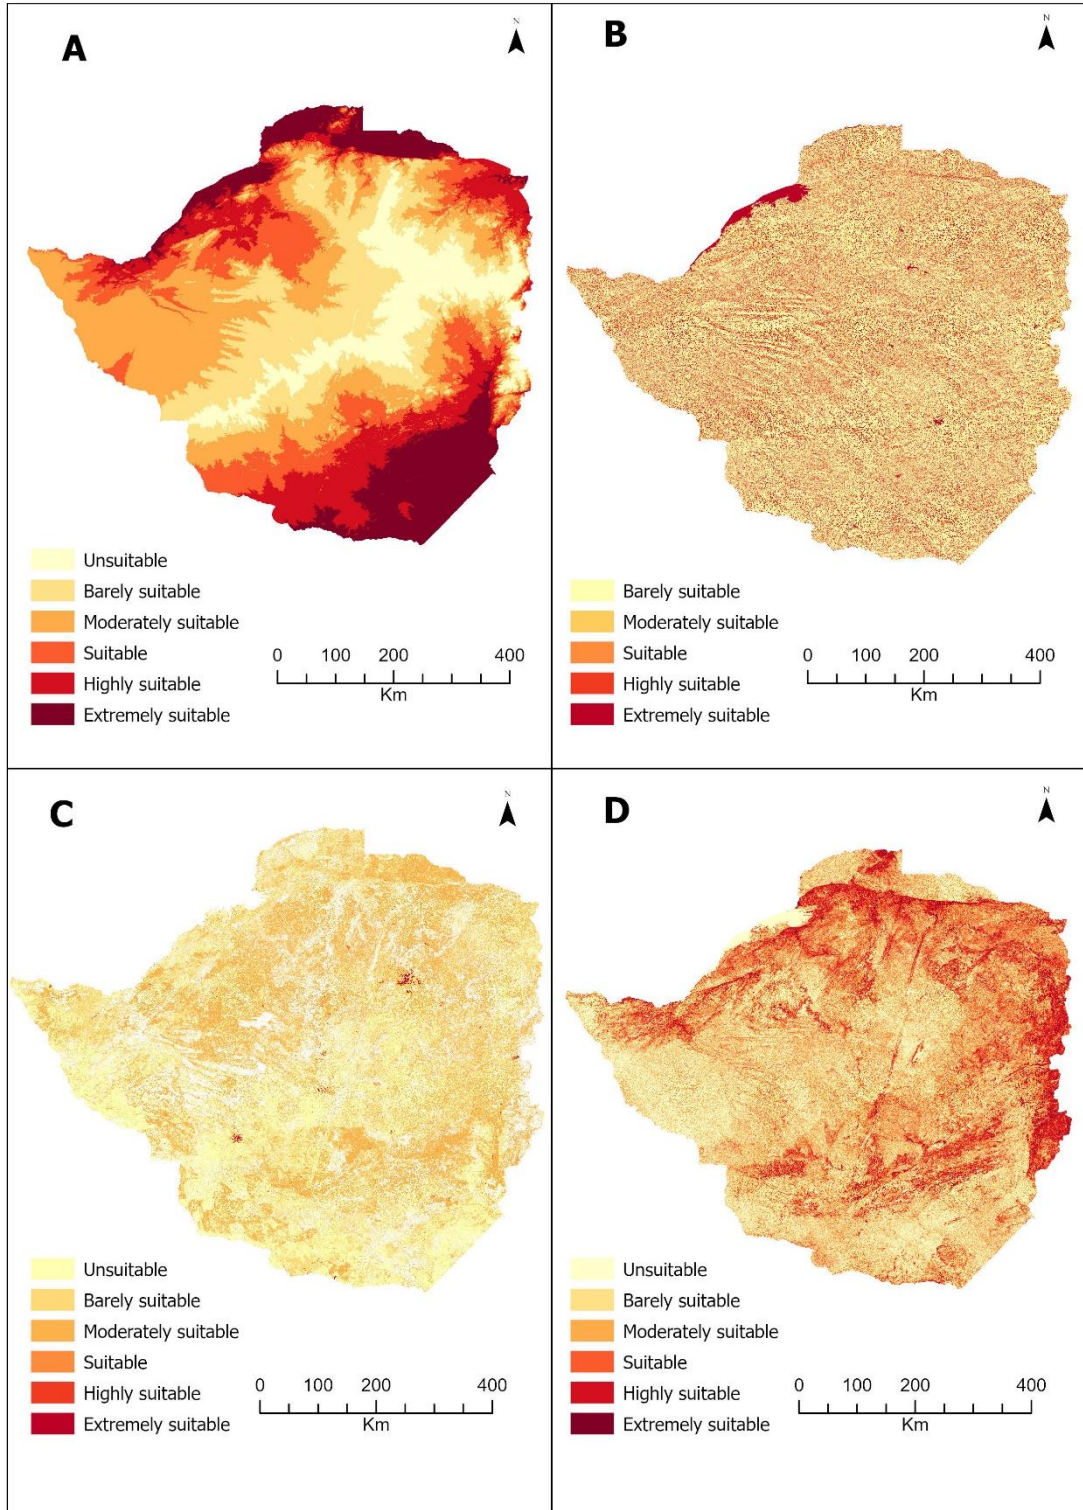 A
N
Unsuitable
Barely suitable
Moderately suitable
Suitable
Highly suitable
Extremely suitable
0 100 200 400
Km
B
N
Barely suitable
Moderately suitable
Suitable
Highly suitable
Extremely suitable
0 100 200 400
Km
C
N
Unsuitable
Barely suitable
Moderately suitable
Suitable
Highly suitable
Extremely suitable
0 100 200 400
Km
D
N
Unsuitable
Barely suitable
Moderately suitable
Suitable
Highly suitable
Extremely suitable
0 100 200 400
Km